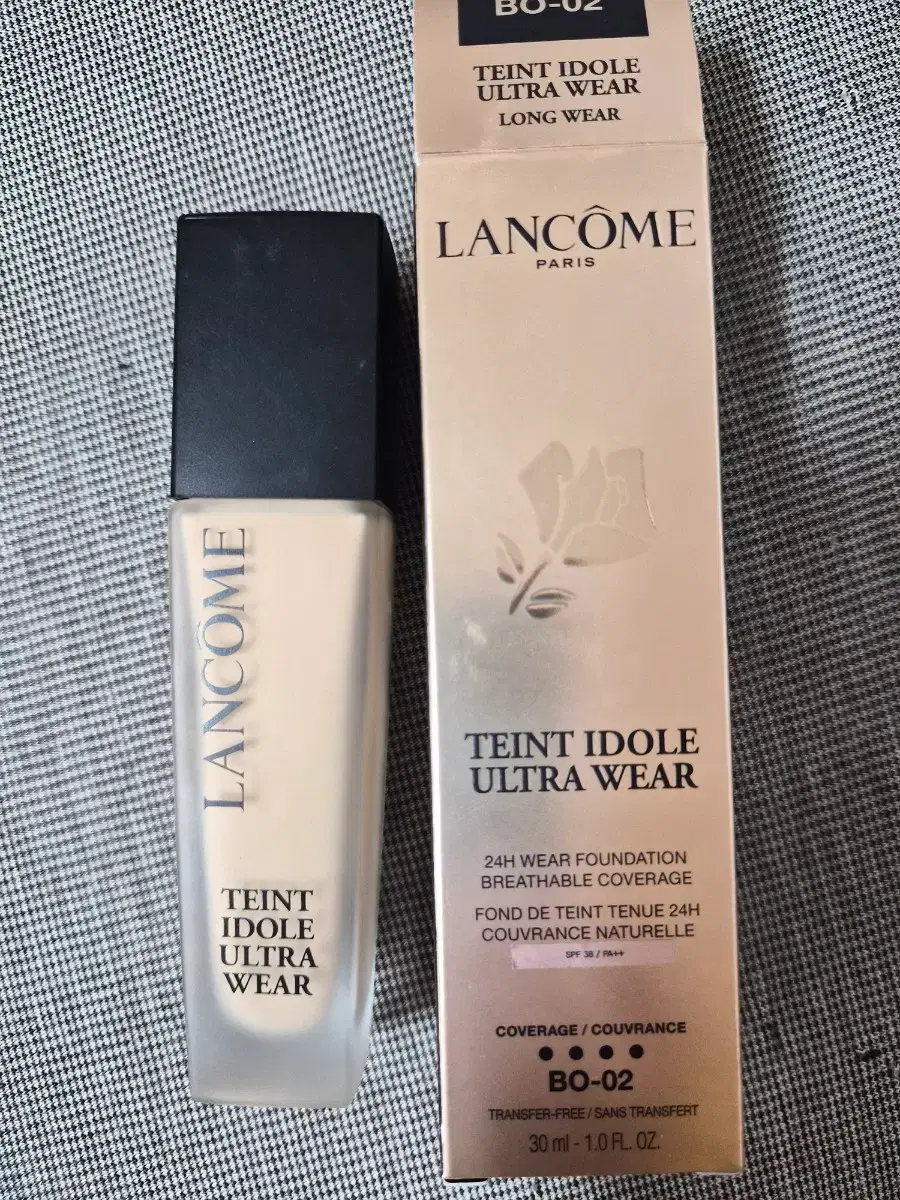 LANCÔME
TEINT
IDOLE
ULTRA
WEAR
BO-02
TEINT IDOLE
ULTRA WEAR
LONG WEAR
LANCÔME
PARIS
TEINT IDOLE
ULTRA WEAR
24H WEAR FOUNDATION
BREATHABLE COVERAGE
FOND DE TEINT TENUE 24H
COUVRANCE NATURELLE
SPF 38 / PA++
COVERAGE / COUVRANCE
BO-02
TRANSFER-FREE / SANS TRANSFERT
30 ml - 1.0 FL. OZ.